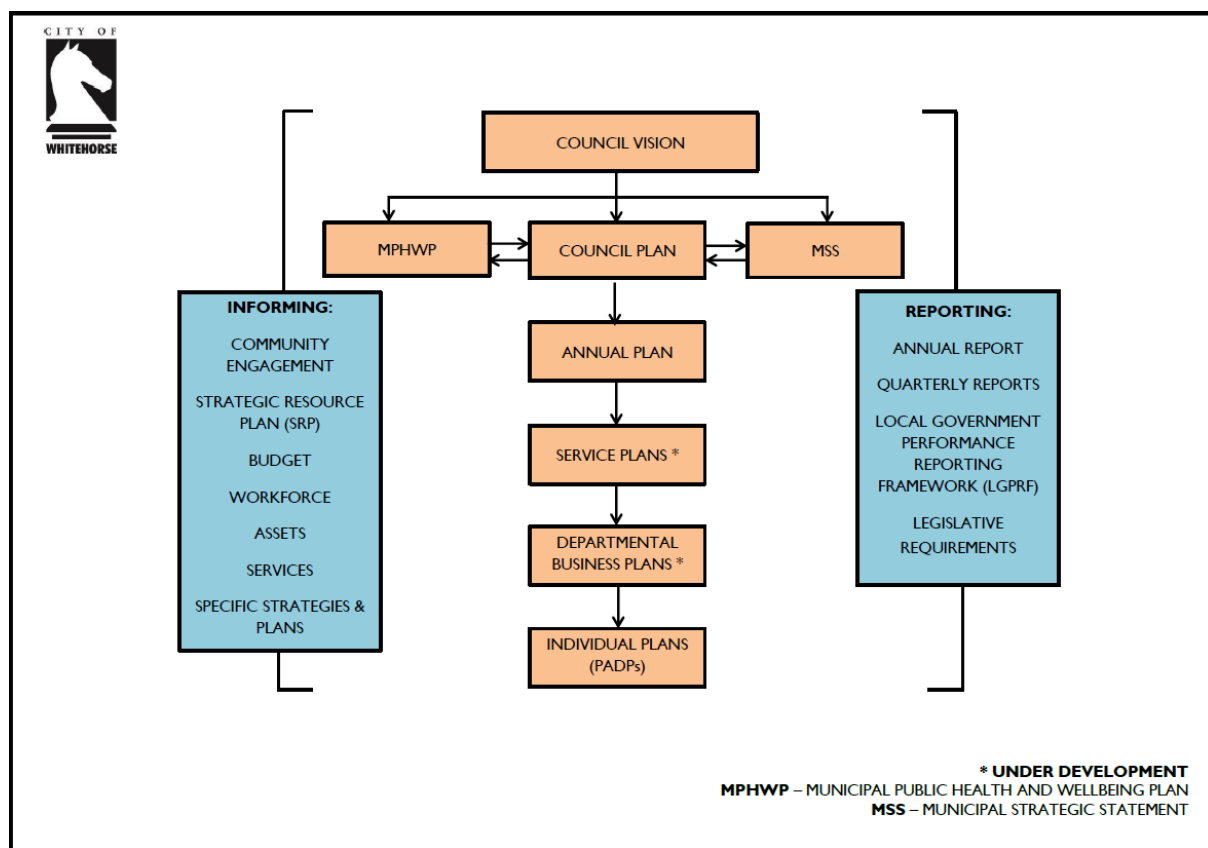 CITY OF
WHITEHORSE
COUNCIL VISION
MPHWP
COUNCIL PLAN
MSS
INFORMING:
COMMUNITY
ENGAGEMENT
STRATEGIC RESOURCE
PLAN (SRP)
BUDGET
WORKFORCE
ASSETS
SERVICES
SPECIFIC STRATEGIES &
PLANS
ANNUAL PLAN
SERVICE PLANS *
DEPARTMENTAL
BUSINESS PLANS *
INDIVIDUAL PLANS
(PADPs)
REPORTING:
ANNUAL REPORT
QUARTERLY REPORTS
LOCAL GOVERNMENT
PERFORMANCE
REPORTING
FRAMEWORK (LGPRF)
LEGISLATIVE
REQUIREMENTS
* UNDER DEVELOPMENT
MPHWP – MUNICIPAL PUBLIC HEALTH AND WELLBEING PLAN
MSS – MUNICIPAL STRATEGIC STATEMENT